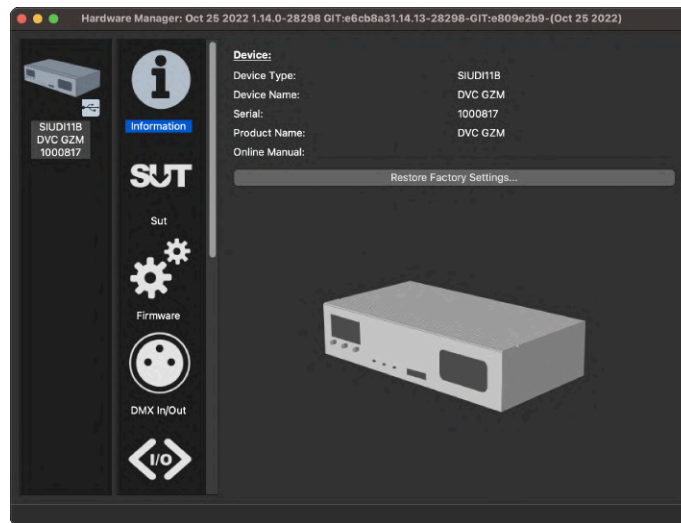 Hardware Manager: Oct 25 2022 1.14.0-28298 GIT:e6cb8a31.14.13-28298-GIT:e809e2b9-(Oct 25 2022)
SIUDI11B
DVC GZM
1000817
Information
SUT
Sut
Firmware
DMX In/Out
I/O
Device:
Device Type: SIUDI11B
Device Name: DVC GZM
Serial: 1000817
Product Name: DVC GZM
Online Manual:
Restore Factory Settings...